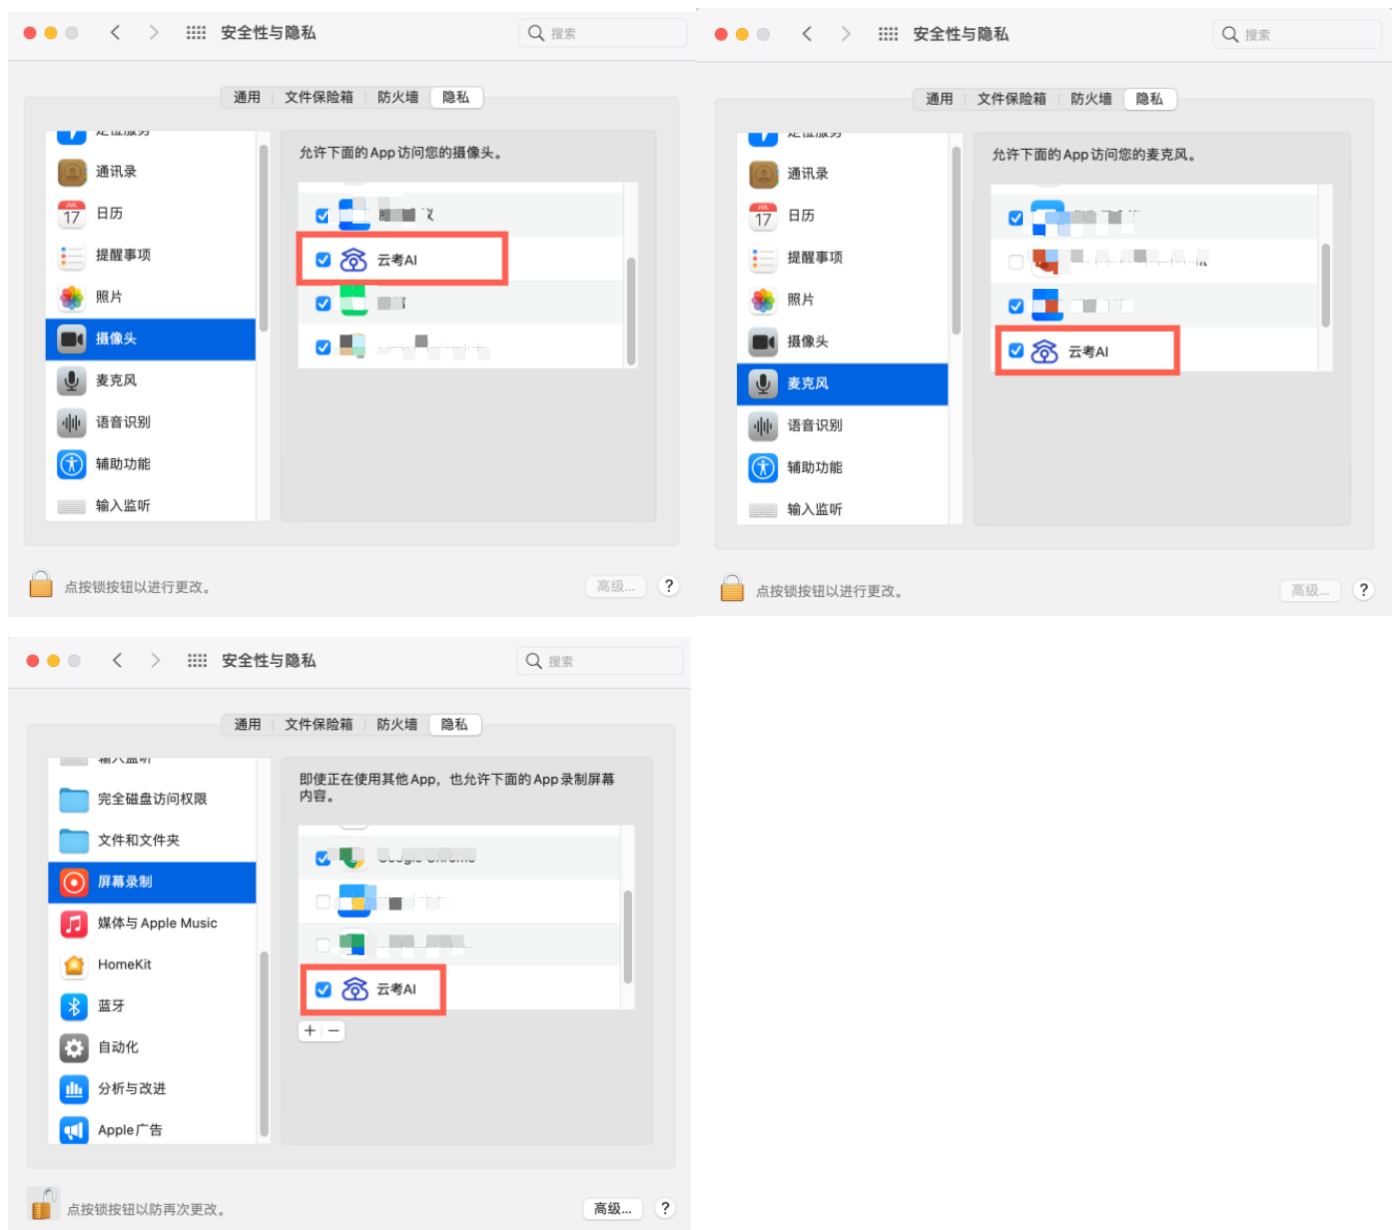 安全性与隐私
搜索
通用
文件保险箱
防火墙
隐私
通讯录
JUL
17
日历
提醒事项
照片
摄像头
麦克风
语音识别
辅助功能
输入监听
允许下面的App访问您的摄像头。
云考AI
点按锁按钮以进行更改。
高级...
?
安全性与隐私
搜索
通用
文件保险箱
防火墙
隐私
通讯录
JUL
17
日历
提醒事项
照片
摄像头
麦克风
语音识别
辅助功能
输入监听
允许下面的App访问您的麦克风。
云考AI
点按锁按钮以进行更改。
高级...
?
安全性与隐私
搜索
通用
文件保险箱
防火墙
隐私
完全磁盘访问权限
文件和文件夹
屏幕录制
媒体与 Apple Music
HomeKit
蓝牙
自动化
分析与改进
Apple广告
即使正在使用其他App，也允许下面的App录制屏幕
内容。
云考AI
点按锁按钮以防再次更改。
高级...
?